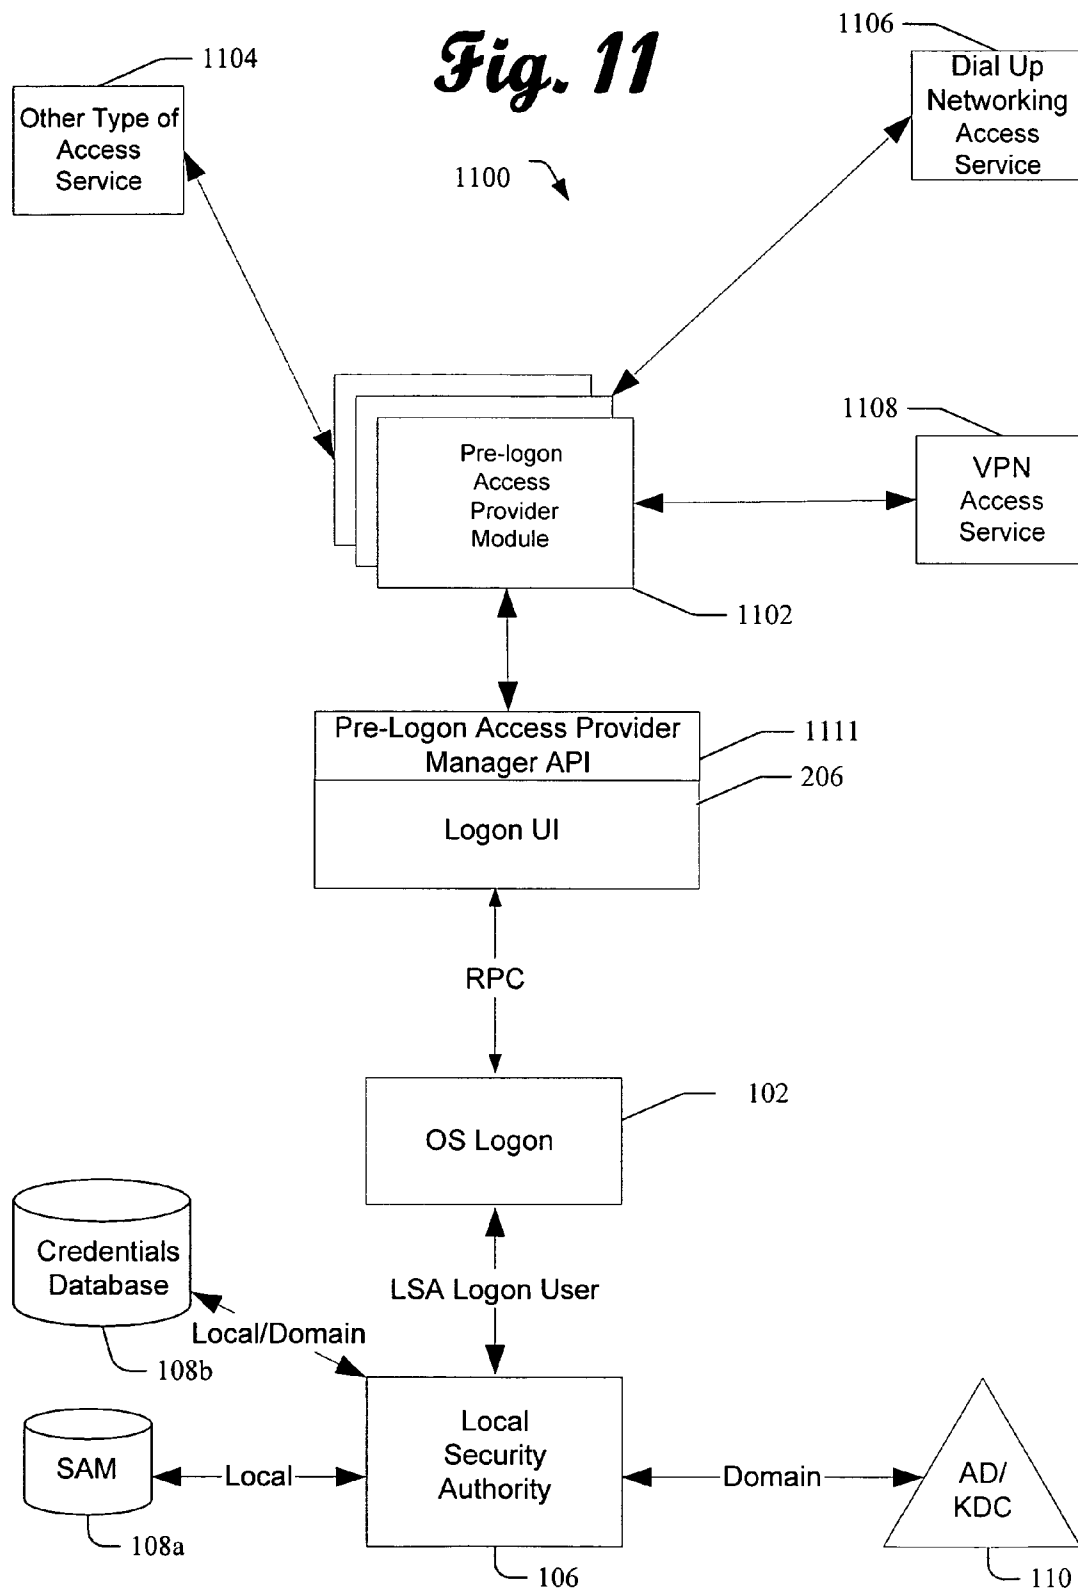 Fig. 11
1104
1106
Other Type of
Access
Service
Dial Up
Networking
Access
Service
1100
Pre-logon
Access
Provider
Module
1108
VPN
Access
Service
1102
Pre-Logon Access Provider
Manager API
1111
206
Logon UI
RPC
OS Logon
102
Credentials
Database
LSA Logon User
Local/Domain
108b
SAM
Local
Local
Security
Authority
Domain
AD/
KDC
108a
106
110